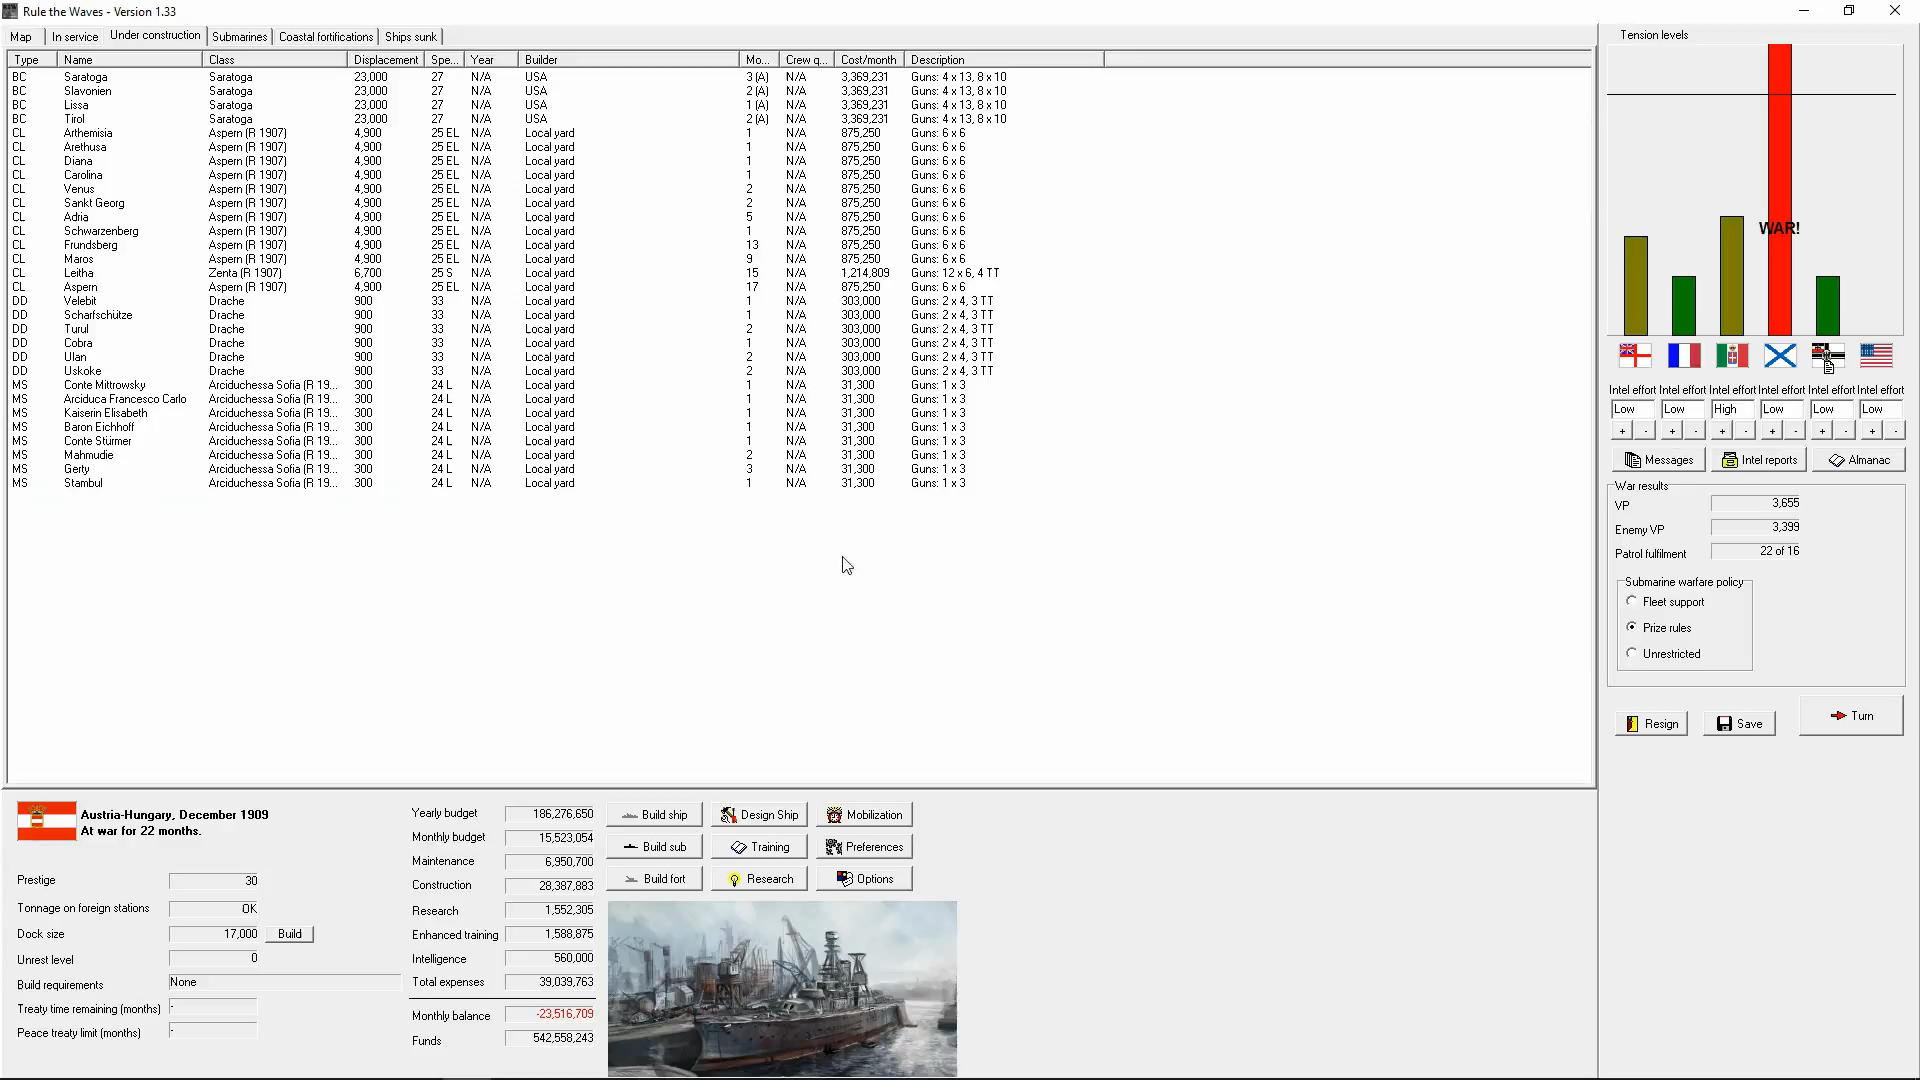 Rule the Waves - Version 1.33
Map In service Under construction Submarines Coastal fortifications Ships sunk
Type Name Class Displacement Spe... Year Builder Mo... Crew q... Cost/month Description
BC Saratoga Saratoga 23,000 27 N/A USA 3 (A) N/A 3,369,231 Guns: 4 x 13, 8 x 10
BC Slavonien Saratoga 23,000 27 N/A USA 2 (A) N/A 3,369,231 Guns: 4 x 13, 8 x 10
BC Lissa Saratoga 23,000 27 N/A USA 1 (A) N/A 3,369,231 Guns: 4 x 13, 8 x 10
BC Tirol Saratoga 23,000 27 N/A USA 2 (A) N/A 3,369,231 Guns: 4 x 13, 8 x 10
CL Arthemisia Aspern (R 1907) 4,900 25 EL N/A Local yard 1 N/A 875,250 Guns: 6 x 6
CL Arethusa Aspern (R 1907) 4,900 25 EL N/A Local yard 1 N/A 875,250 Guns: 6 x 6
CL Diana Aspern (R 1907) 4,900 25 EL N/A Local yard 1 N/A 875,250 Guns: 6 x 6
CL Carolina Aspern (R 1907) 4,900 25 EL N/A Local yard 1 N/A 875,250 Guns: 6 x 6
CL Venus Aspern (R 1907) 4,900 25 EL N/A Local yard 2 N/A 875,250 Guns: 6 x 6
CL Sankt Georg Aspern (R 1907) 4,900 25 EL N/A Local yard 2 N/A 875,250 Guns: 6 x 6
CL Adria Aspern (R 1907) 4,900 25 EL N/A Local yard 5 N/A 875,250 Guns: 6 x 6
CL Schwarzenberg Aspern (R 1907) 4,900 25 EL N/A Local yard 1 N/A 875,250 Guns: 6 x 6
CL Frundsberg Aspern (R 1907) 4,900 25 EL N/A Local yard 13 N/A 875,250 Guns: 6 x 6
CL Maros Aspern (R 1907) 4,900 25 EL N/A Local yard 9 N/A 875,250 Guns: 6 x 6
CL Leitha Zenta (R 1907) 6,700 25 S N/A Local yard 15 N/A 1,214,809 Guns: 12 x 6, 4 TT
CL Aspern Aspern (R 1907) 4,900 25 EL N/A Local yard 17 N/A 875,250 Guns: 6 x 6
DD Velebit Drache 900 33 N/A Local yard 1 N/A 303,000 Guns: 2 x 4, 3 TT
DD Scharfschütze Drache 900 33 N/A Local yard 1 N/A 303,000 Guns: 2 x 4, 3 TT
DD Turul Drache 900 33 N/A Local yard 2 N/A 303,000 Guns: 2 x 4, 3 TT
DD Cobra Drache 900 33 N/A Local yard 1 N/A 303,000 Guns: 2 x 4, 3 TT
DD Ulan Drache 900 33 N/A Local yard 2 N/A 303,000 Guns: 2 x 4, 3 TT
DD Uskoke Drache 900 33 N/A Local yard 2 N/A 303,000 Guns: 2 x 4, 3 TT
MS Conte Mittrowsky Arciduchessa Sofia (R 19... 300 24 L N/A Local yard 1 N/A 31,300 Guns: 1 x 3
MS Arciduca Francesco Carlo Arciduchessa Sofia (R 19... 300 24 L N/A Local yard 1 N/A 31,300 Guns: 1 x 3
MS Kaiserin Elisabeth Arciduchessa Sofia (R 19... 300 24 L N/A Local yard 1 N/A 31,300 Guns: 1 x 3
MS Baron Eichhoff Arciduchessa Sofia (R 19... 300 24 L N/A Local yard 1 N/A 31,300 Guns: 1 x 3
MS Conte Stürmer Arciduchessa Sofia (R 19... 300 24 L N/A Local yard 1 N/A 31,300 Guns: 1 x 3
MS Mahmudie Arciduchessa Sofia (R 19... 300 24 L N/A Local yard 2 N/A 31,300 Guns: 1 x 3
MS Gerty Arciduchessa Sofia (R 19... 300 24 L N/A Local yard 3 N/A 31,300 Guns: 1 x 3
MS Stambul Arciduchessa Sofia (R 19... 300 24 L N/A Local yard 1 N/A 31,300 Guns: 1 x 3
Tension levels
WAR!
Intel effort Intel effort Intel effort Intel effort Intel effort Intel effort
Low Low High Low Low Low
+ - + - + - + - + - + -
Messages Intel reports Almanac
War results
VP 3,655
Enemy VP 3,399
Patrol fulfilment 22 of 16
Submarine warfare policy
Fleet support
Prize rules
Unrestricted
Resign Save Turn
Austria-Hungary, December 1909
At war for 22 months.
Prestige 30
Tonnage on foreign stations OK
Dock size 17,000 Build
Unrest level 0
Build requirements None
Treaty time remaining (months) -
Peace treaty limit (months) -
Yearly budget 186,276,650
Monthly budget 15,523,054
Maintenance 6,950,700
Construction 28,387,883
Research 1,552,305
Enhanced training 1,588,875
Intelligence 560,000
Total expenses 39,039,763
Monthly balance -23,516,709
Funds 542,558,243
Build ship Design Ship Mobilization
Build sub Training Preferences
Build fort Research Options